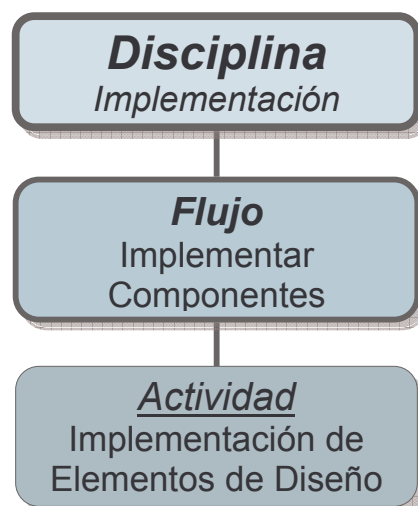 Disciplina
Implementación
Flujo
Implementar
Componentes
Actividad
Implementación de
Elementos de Diseño